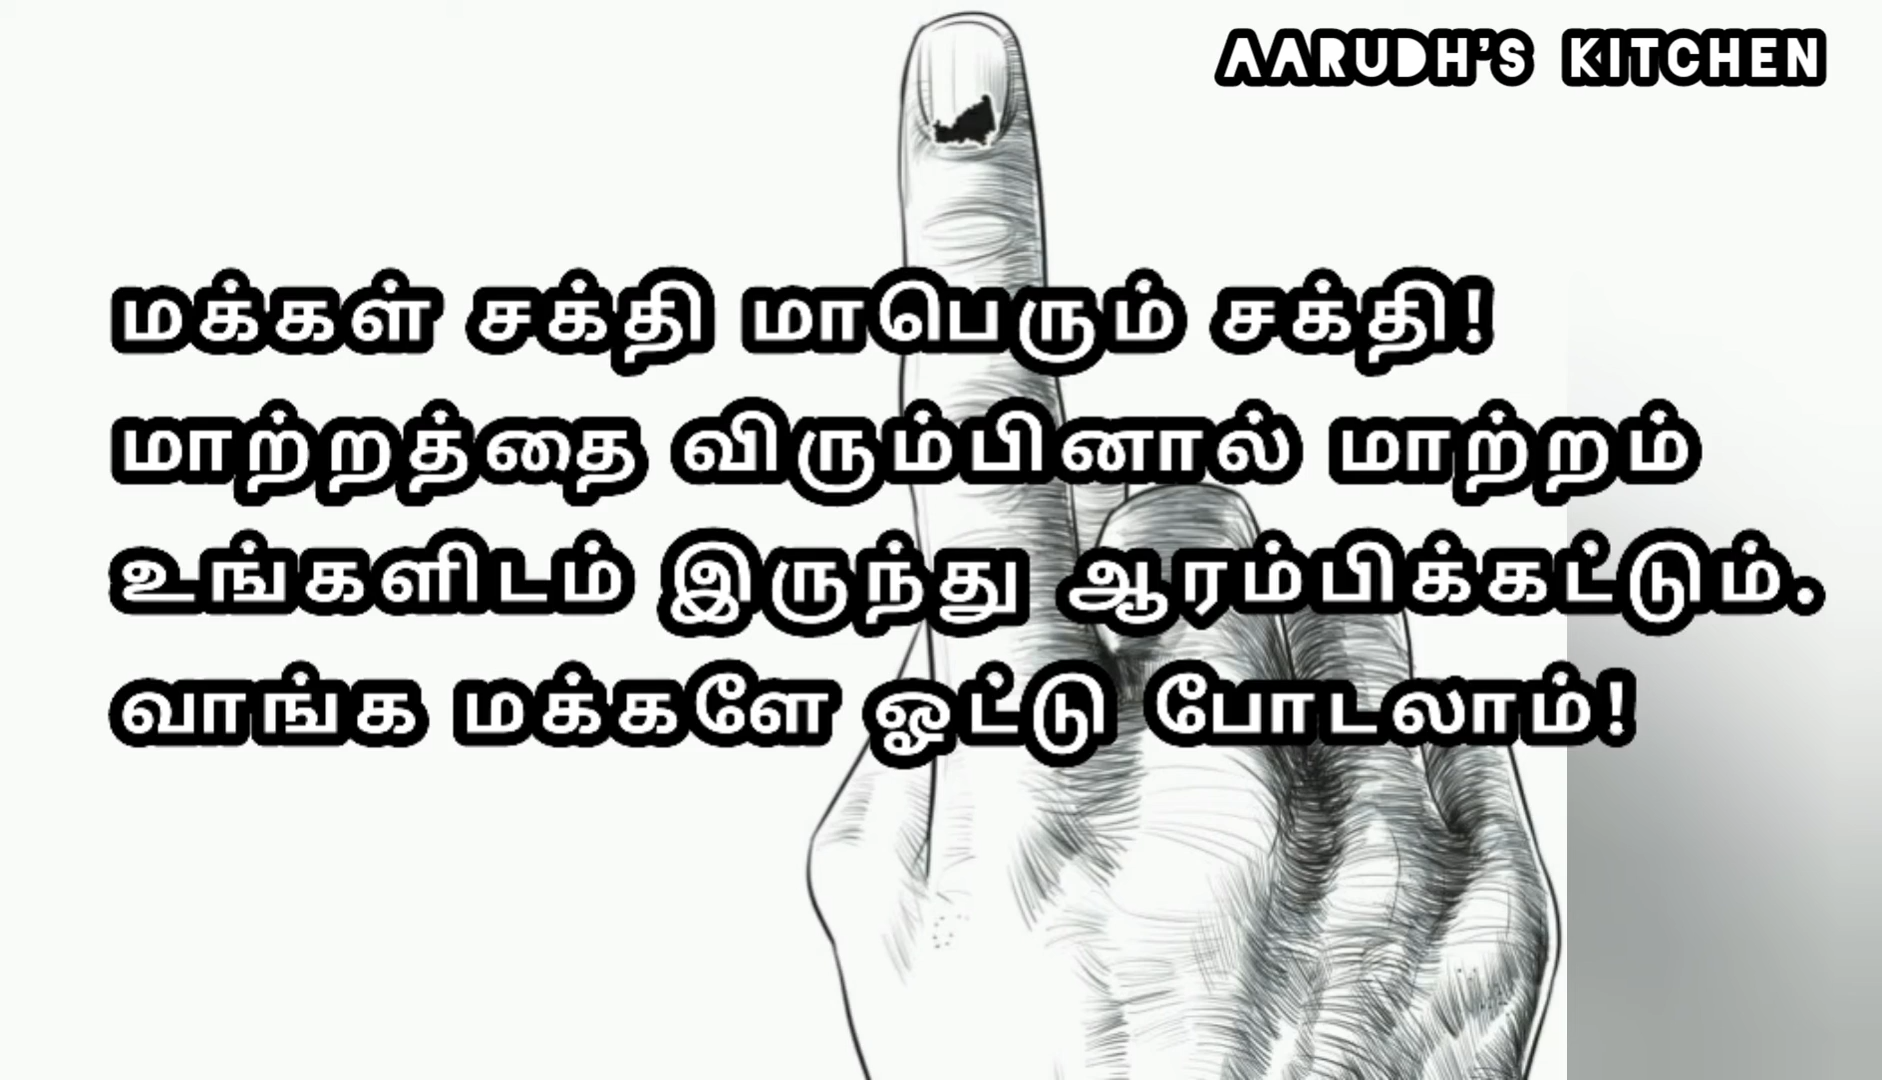 AARUDH'S KITCHEN
மக்கள் சக்தி மாபெரும் சக்தி!
மாற்றத்தை விரும்பினால் மாற்றம்
உங்களிடம் இருந்து ஆரம்பிக்கட்டும்.
வாங்க மக்களே ஓட்டு போடலாம்!